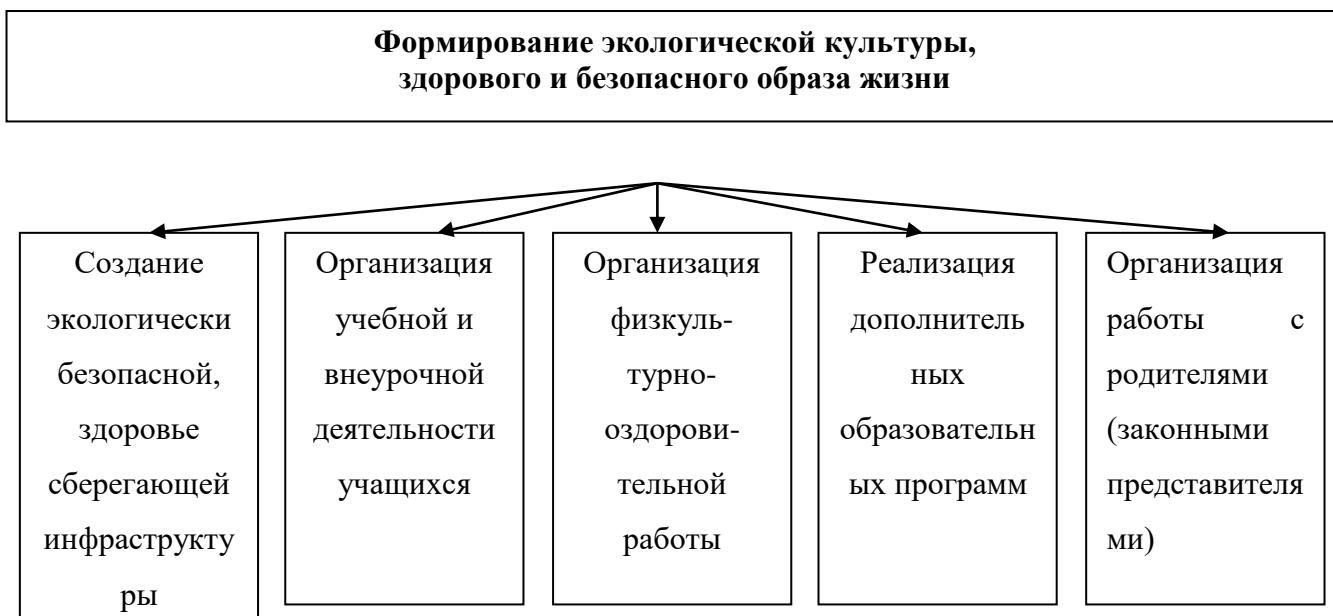 Формирование экологической культуры,
здорового и безопасного образа жизни
Создание
экологически
безопасной,
здоровье
сберегающей
инфраструкту
ры
Организация
учебной и
внеурочной
деятельности
учащихся
Организация
физкуль-
турно-
оздорови-
тельной
работы
Реализация
дополнитель
ных
образовательн
ых программ
Организация
работы с
родителями
(законными
представителя
ми)